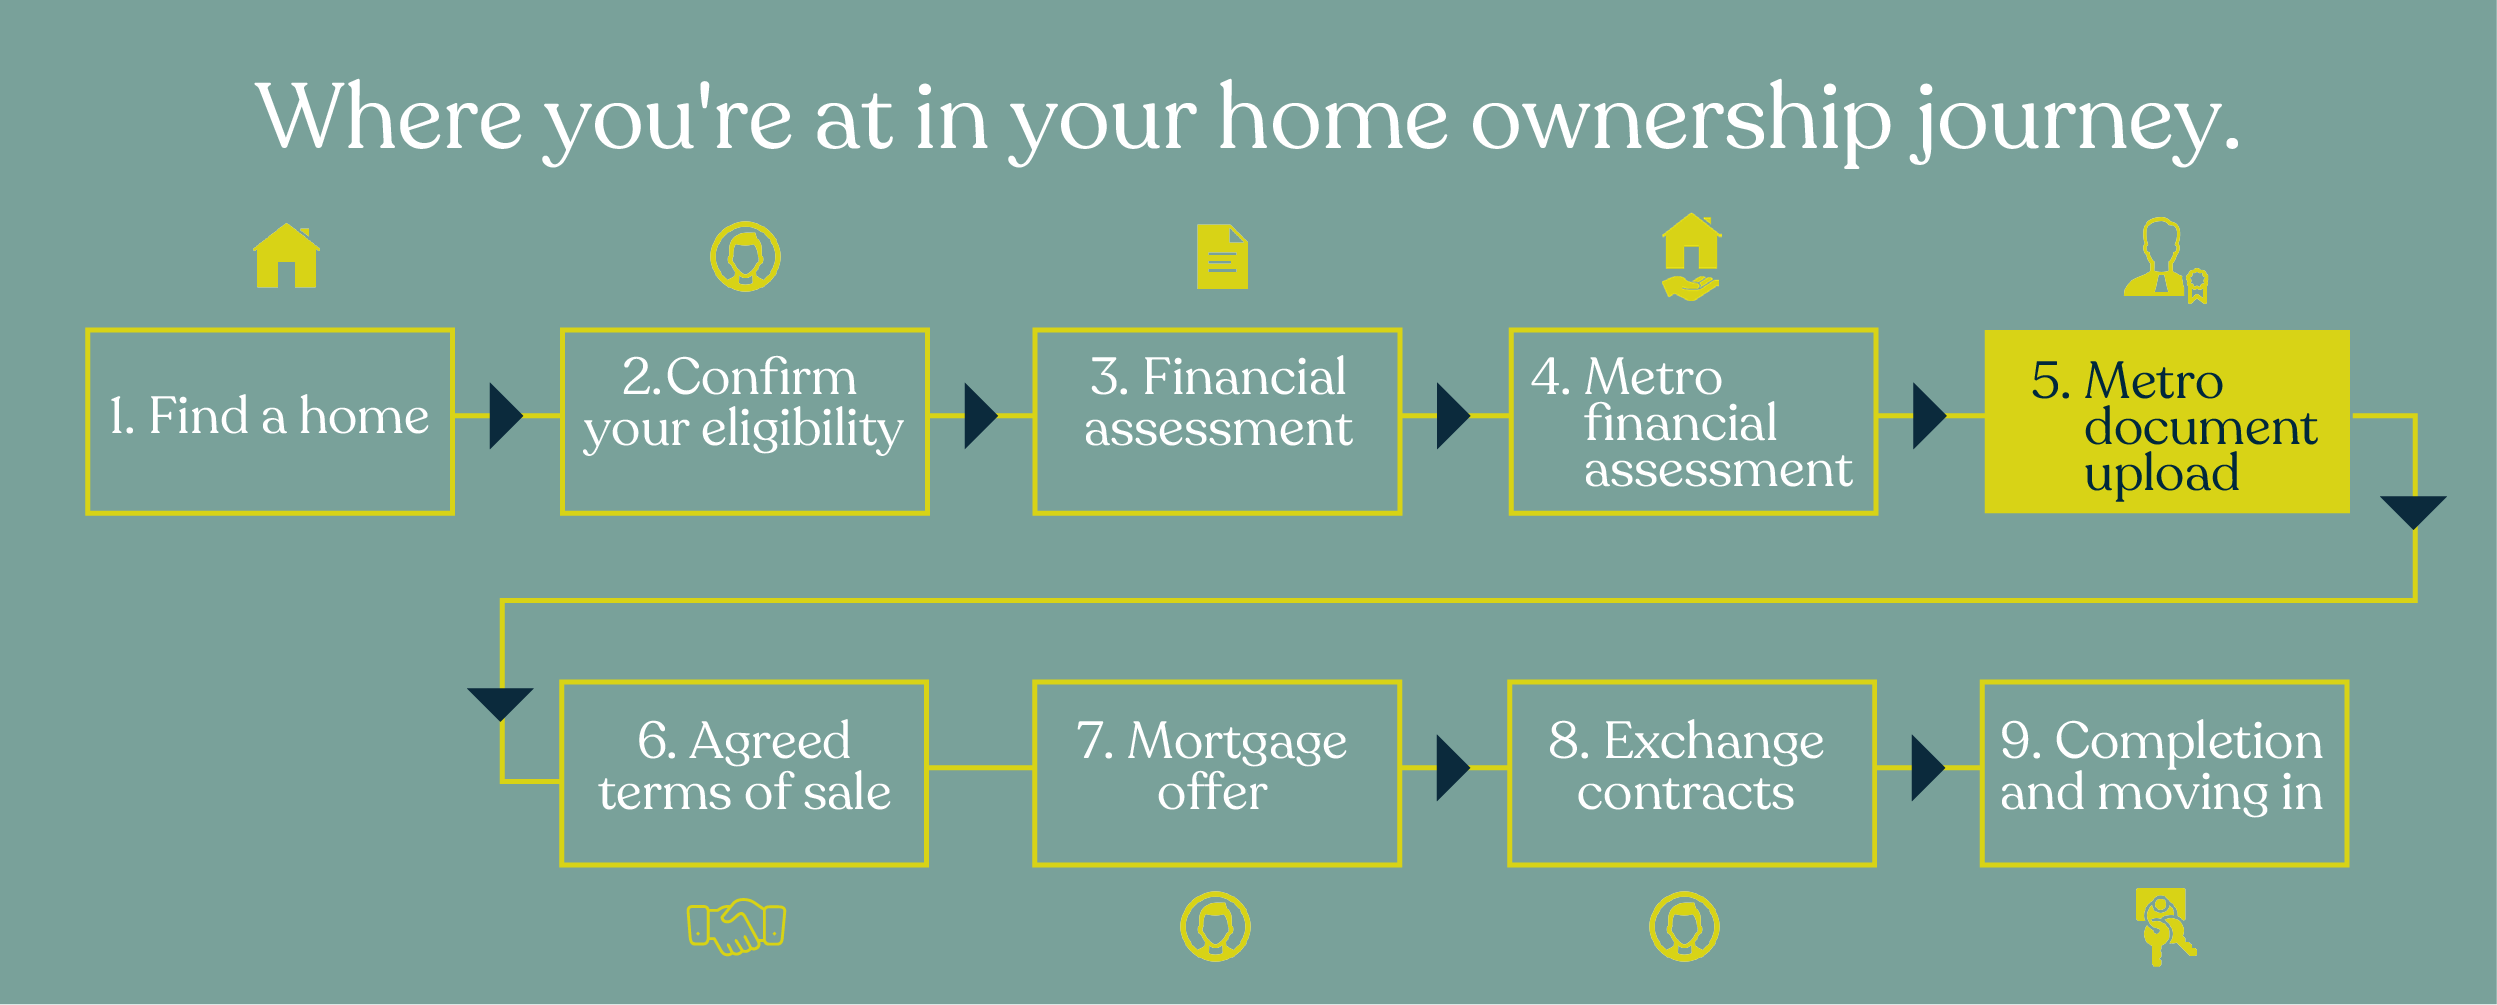 Where you're at in your home ownership journey.
1. Find a home
2.Confirm
your eligibility
3. Financial
assessment
4. Metro
financial
assessment
5. Metro
document
upload
6. Agreed
terms of sale
7. Mortgage
offer
8. Exchange
contracts
9. Completion
and moving in